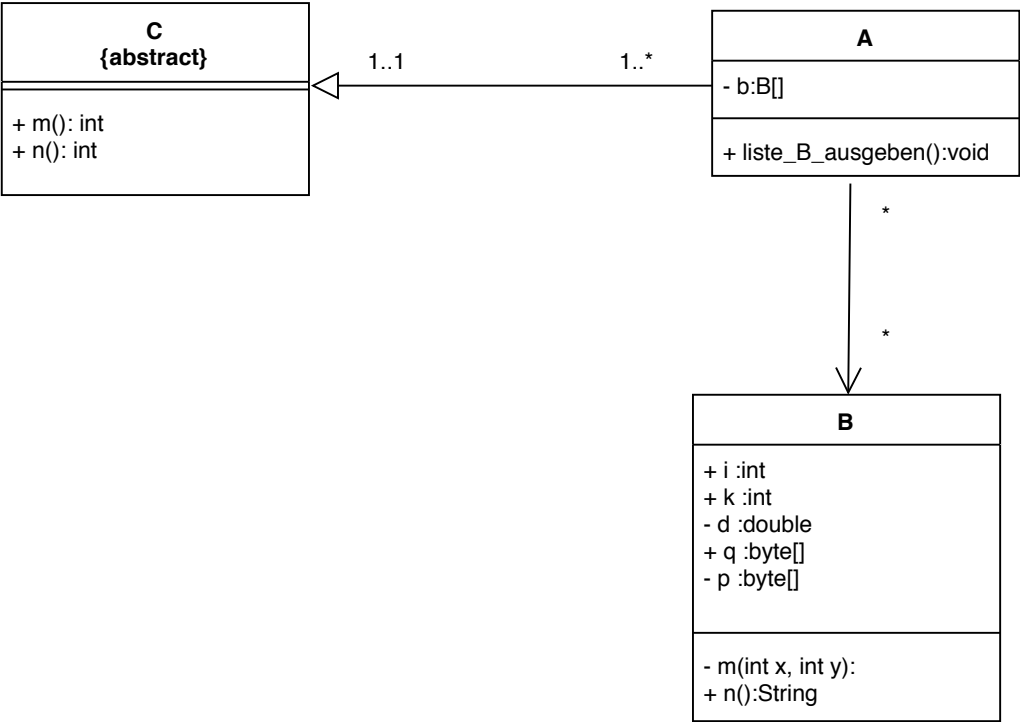 C
{abstract}
+ m(): int
+ n(): int
1..1
1..*
A
- b:B[]
+ liste_B_ausgeben():void
*
*
B
+ i :int
+ k :int
- d :double
+ q :byte[]
- p :byte[]
- m(int x, int y):
+ n():String